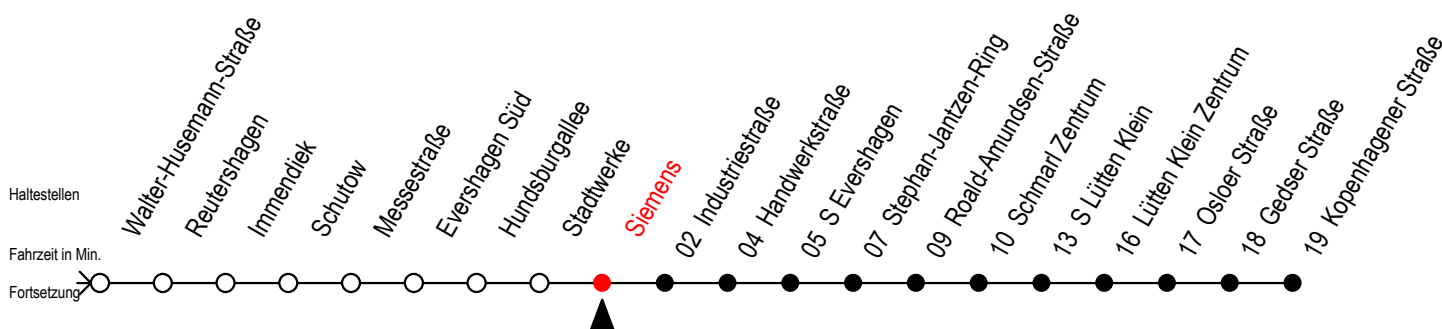 Haltestellen
Fahrzeit in Min.
Fortsetzung
Walter-Husemann-Straße
Reutershagen
Immendiek
Schutow
Messestraße
Evershagen Süd
Hundsburgallee
Stadtwerke
Siemens
02 Industriestraße
04 Handwerkstraße
05 S Evershagen
07 Stephan-Jantzen-Ring
09 Roald-Amundsen-Straße
10 Schmarl Zentrum
13 S Lütten Klein
16 Lütten Klein Zentrum
17 Osloer Straße
18 Gedser Straße
19 Kopenhagener Straße